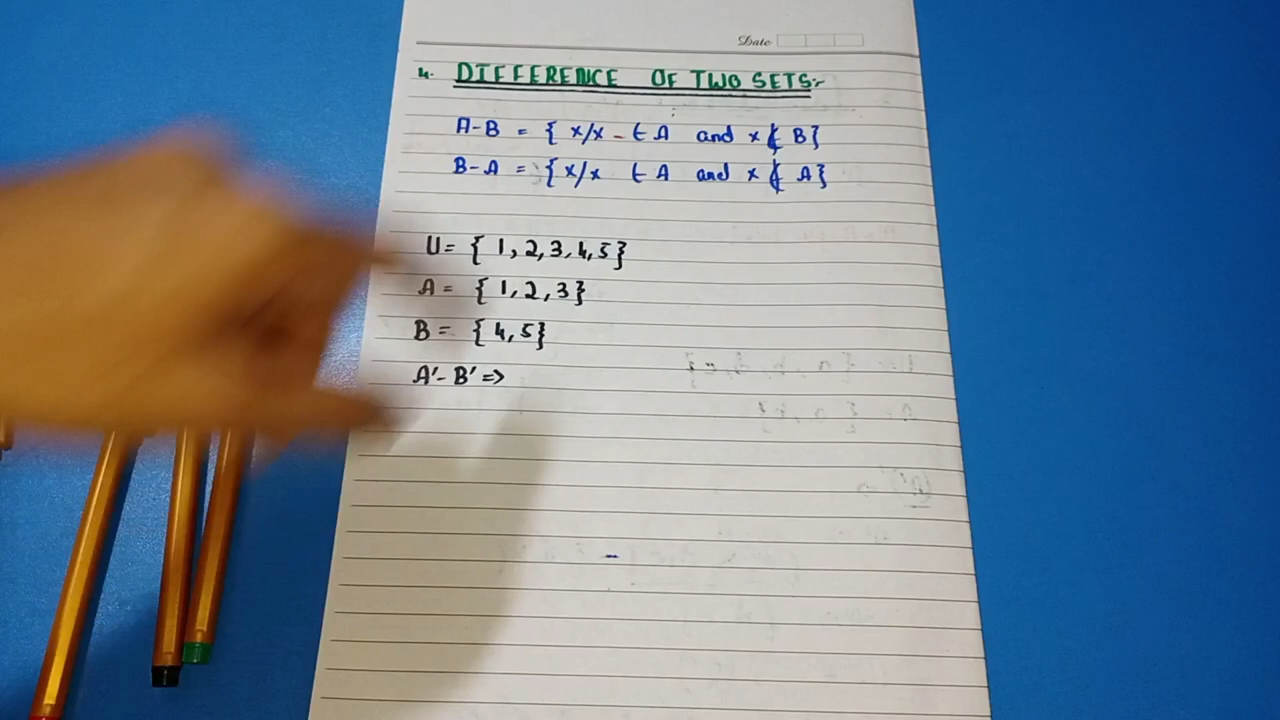 Date
4. DIFFERENCE OF TWO SETS:-
A-B = { x/x - ∈ A and x ∉ B}
B-A = {x/x ∈ A and x ∉ A}
U= { 1,2,3,4,5}
A = { 1,2,3}
B = { 4,5}
A'- B' =>